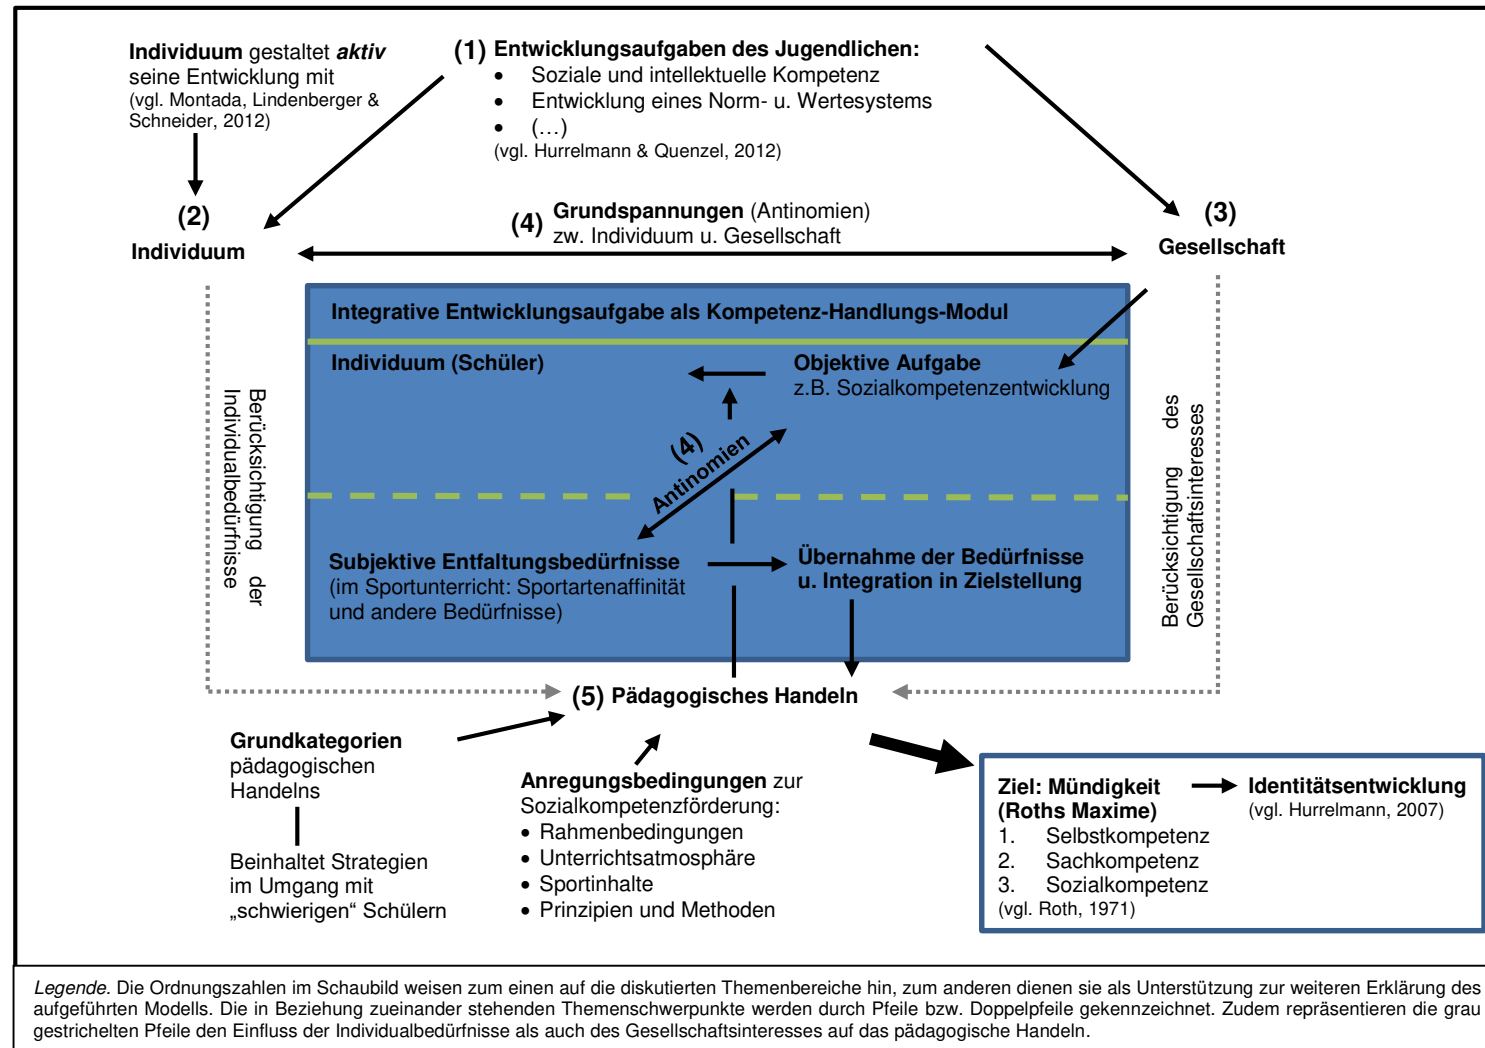 Individuum gestaltet aktiv
seine Entwicklung mit
(vgl. Montada, Lindenberger &
Schneider, 2012)
(1) Entwicklungsaufgaben des Jugendlichen:
• Soziale und intellektuelle Kompetenz
• Entwicklung eines Norm- u. Wertesystems
• (…)
(vgl. Hurrelmann & Quenzel, 2012)
(2)
Individuum
(4) Grundspannungen (Antinomien)
zw. Individuum u. Gesellschaft
(3)
Gesellschaft
Berücksichtigung der
Individualbedürfnisse
Integrative Entwicklungsaufgabe als Kompetenz-Handlungs-Modul
Individuum (Schüler)
Objektive Aufgabe
z.B. Sozialkompetenzentwicklung
(4)
Antinomien
Subjektive Entfaltungsbedürfnisse
(im Sportunterricht: Sportartenaffinität
und andere Bedürfnisse)
Übernahme der Bedürfnisse
u. Integration in Zielstellung
Berücksichtigung des
Gesellschaftsinteresses
(5) Pädagogisches Handeln
Grundkategorien
pädagogischen
Handelns
Beinhaltet Strategien
im Umgang mit
„schwierigen“ Schülern
Anregungsbedingungen zur
Sozialkompetenzförderung:
• Rahmenbedingungen
• Unterrichtsatmosphäre
• Sportinhalte
• Prinzipien und Methoden
Ziel: Mündigkeit
(Roths Maxime)
1. Selbstkompetenz
2. Sachkompetenz
3. Sozialkompetenz
(vgl. Roth, 1971)
Identitätsentwicklung
(vgl. Hurrelmann, 2007)
Legende. Die Ordnungszahlen im Schaubild weisen zum einen auf die diskutierten Themenbereiche hin, zum anderen dienen sie als Unterstützung zur weiteren Erklärung des
aufgeführten Modells. Die in Beziehung zueinander stehenden Themenschwerpunkte werden durch Pfeile bzw. Doppelpfeile gekennzeichnet. Zudem repräsentieren die grau
gestrichelten Pfeile den Einfluss der Individualbedürfnisse als auch des Gesellschaftsinteresses auf das pädagogische Handeln.